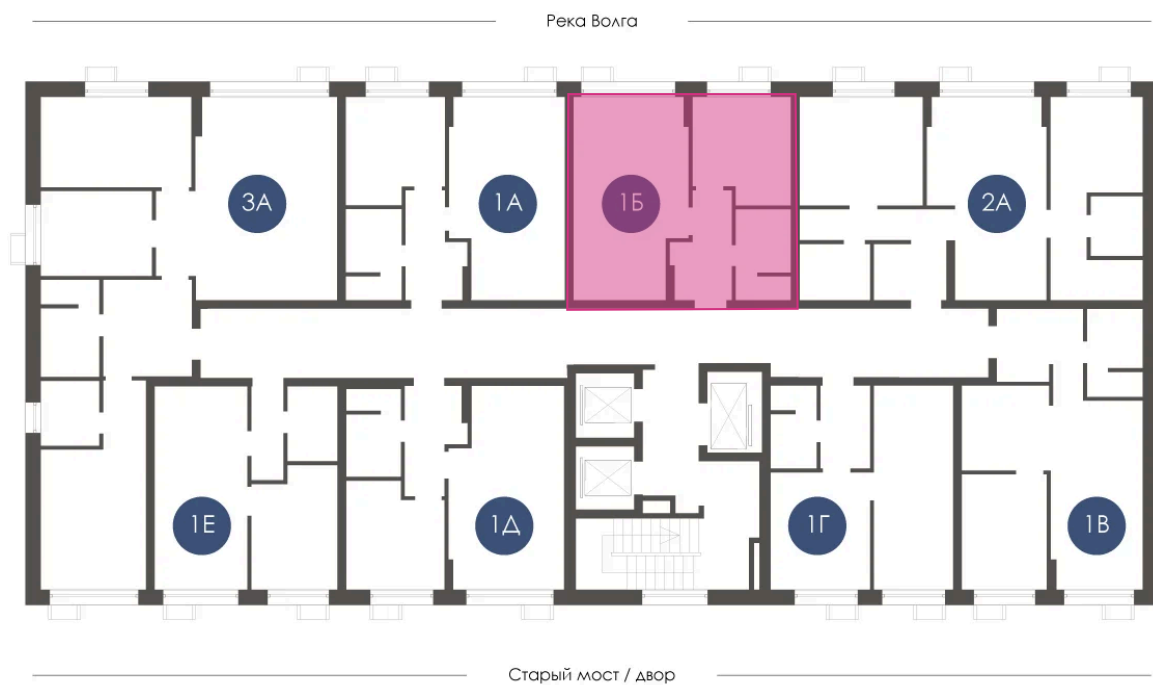 Река Волга
3А
1А
1Б
2А
1Е
1Д
1Г
1В
Старый мост / двор